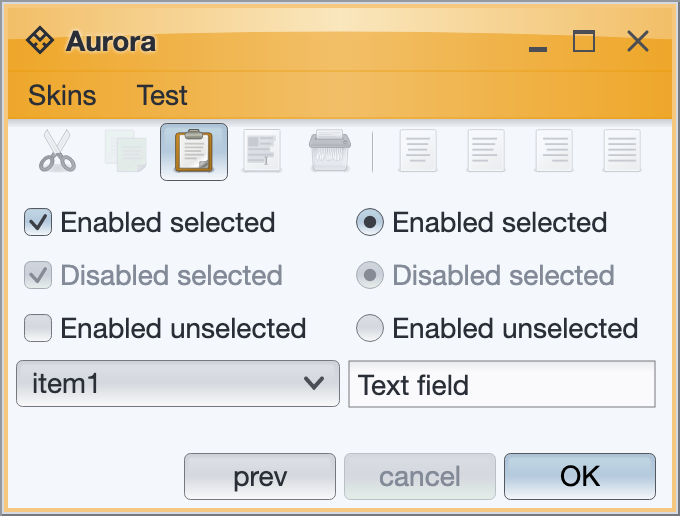 Aurora
Skins Test
Enabled selected Enabled selected
Disabled selected Disabled selected
Enabled unselected Enabled unselected
item1 Text field
prev cancel OK